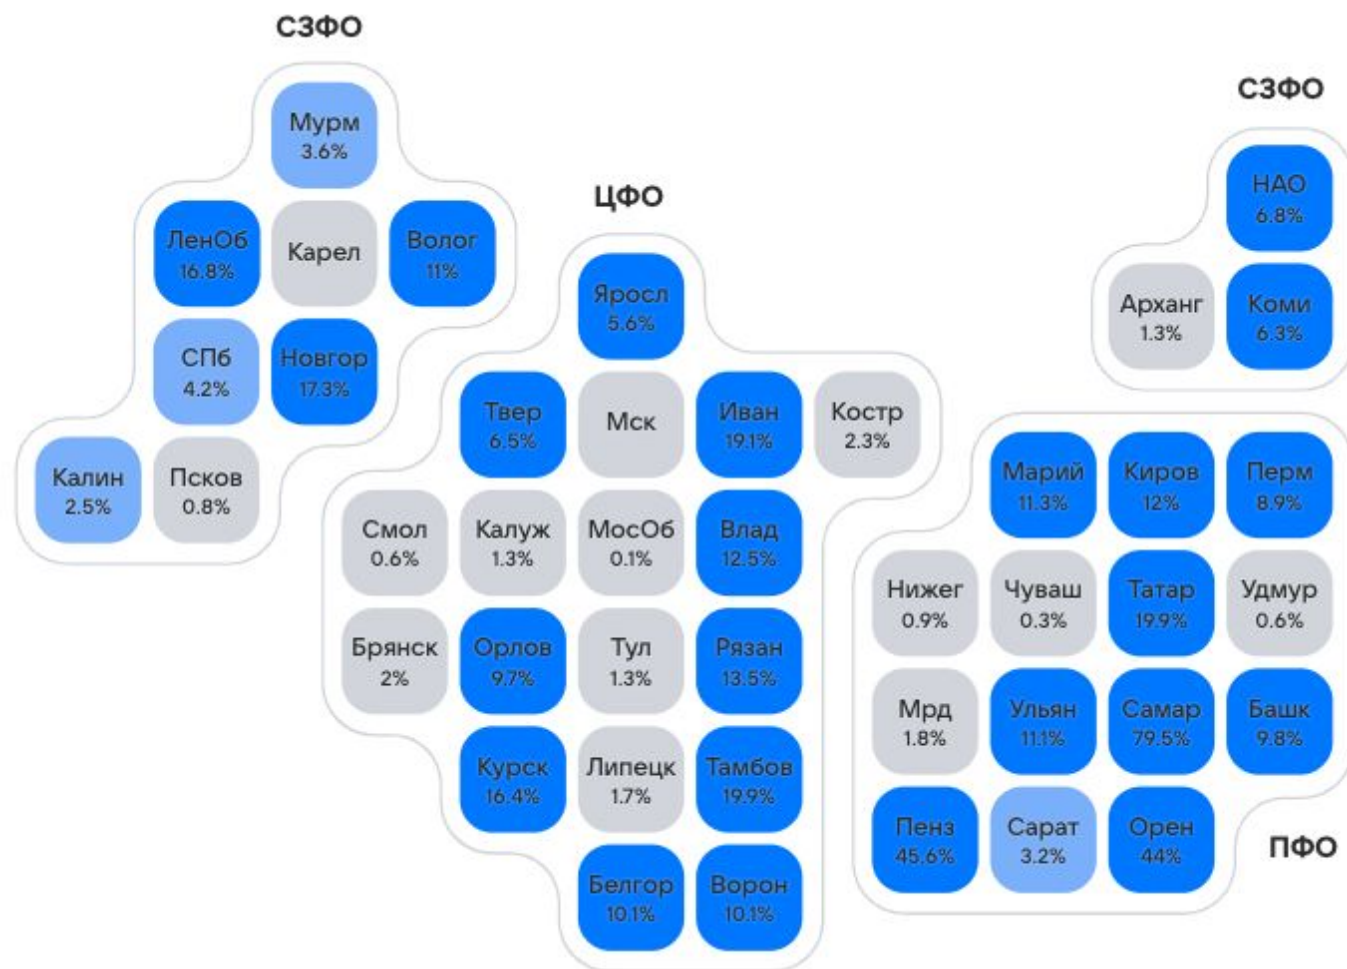 СЗФО
Мурм
3.6%
ЛенОб
16.8%
Карел
Волог
11%
СПб
4.2%
Новгор
17.3%
Калин
2.5%
Псков
0.8%
ЦФО
Яросл
5.6%
Твер
6.5%
Мск
Иван
19.1%
Костр
2.3%
Смол
0.6%
Калуж
1.3%
МосОб
0.1%
Влад
12.5%
Брянск
2%
Орлов
9.7%
Тул
1.3%
Рязан
13.5%
Курск
16.4%
Липецк
1.7%
Тамбов
19.9%
Белгор
10.1%
Ворон
10.1%
СЗФО
НАО
6.8%
Арханг
1.3%
Коми
6.3%
Марий
11.3%
Киров
12%
Перм
8.9%
Нижег
0.9%
Чуваш
0.3%
Татар
19.9%
Удмур
0.6%
Мрд
1.8%
Ульян
11.1%
Самар
79.5%
Башк
9.8%
Пенз
45.6%
Сарат
3.2%
Орен
44%
ПФО